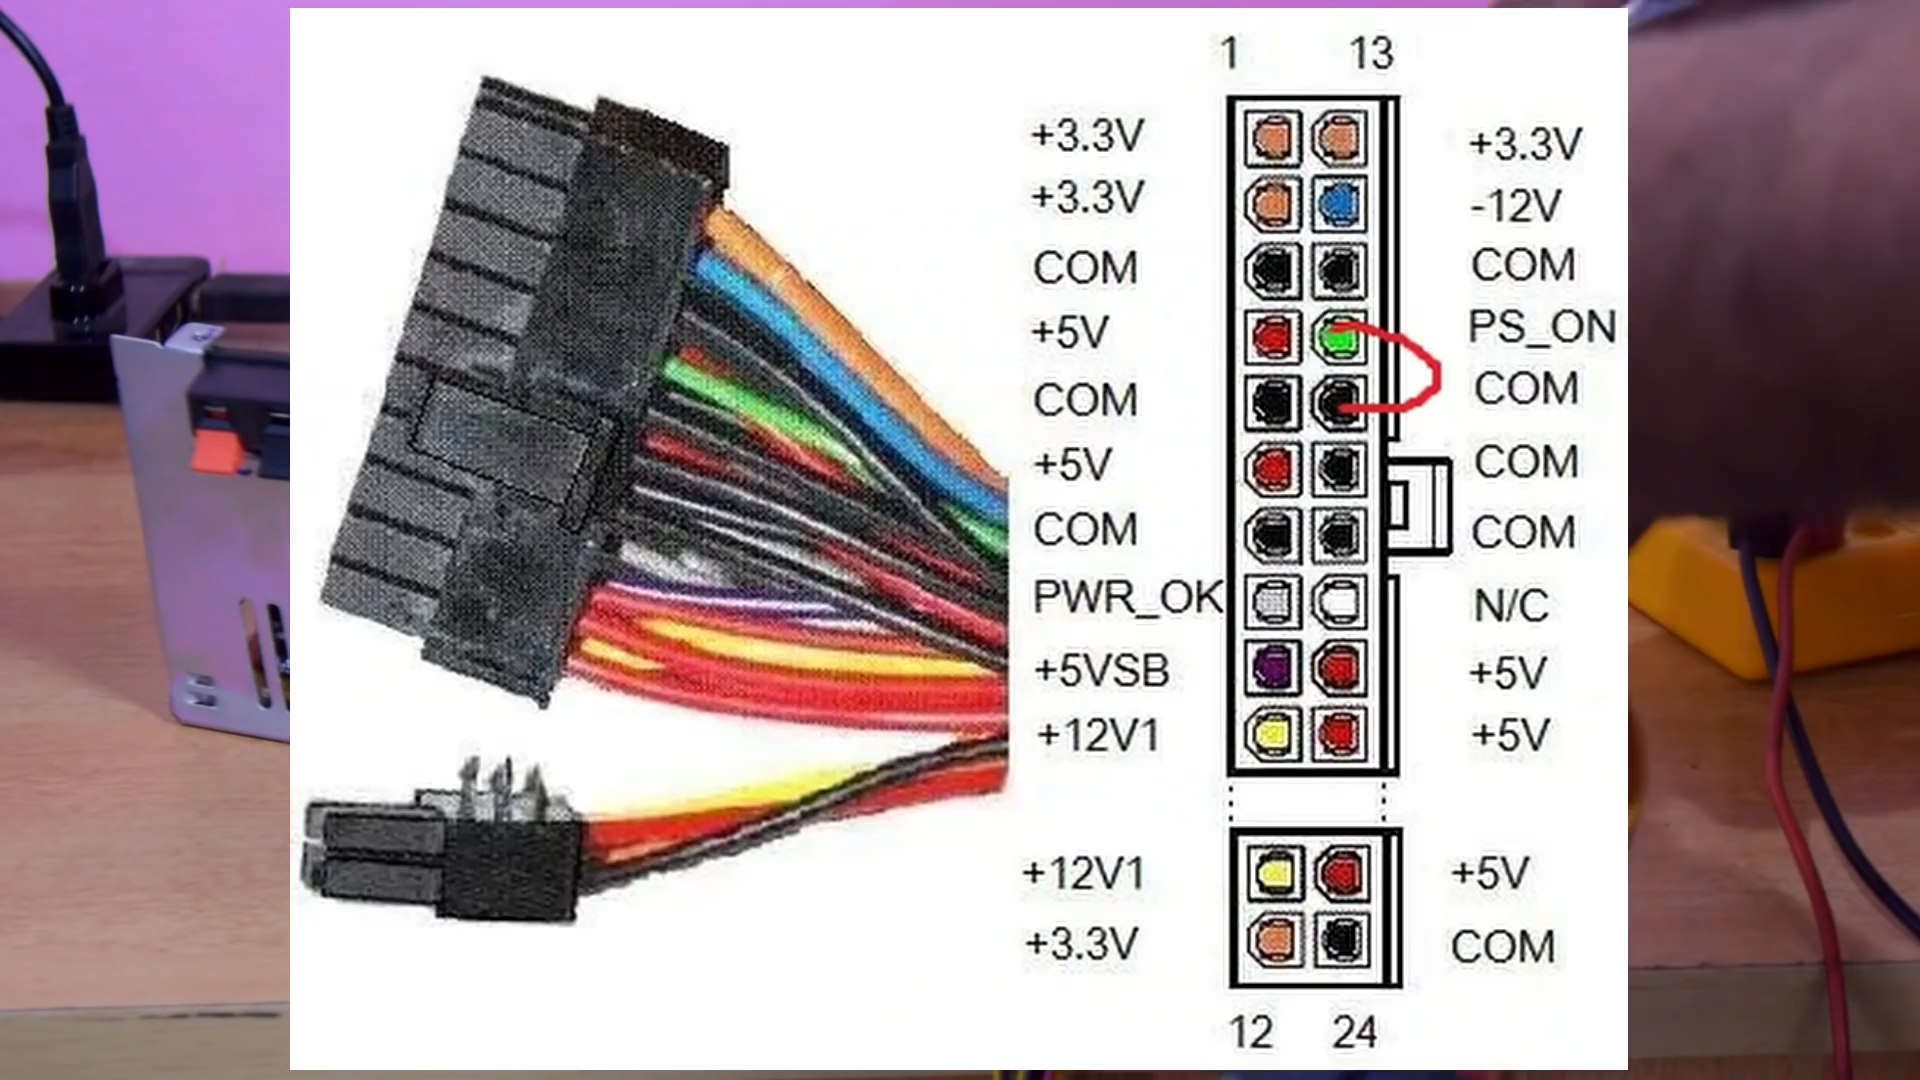 1 13
+3.3V +3.3V
+3.3V -12V
COM COM
+5V PS_ON
COM COM
+5V COM
COM COM
PWR_OK N/C
+5VSB +5V
+12V1 +5V
+12V1 +5V
+3.3V COM
12 24